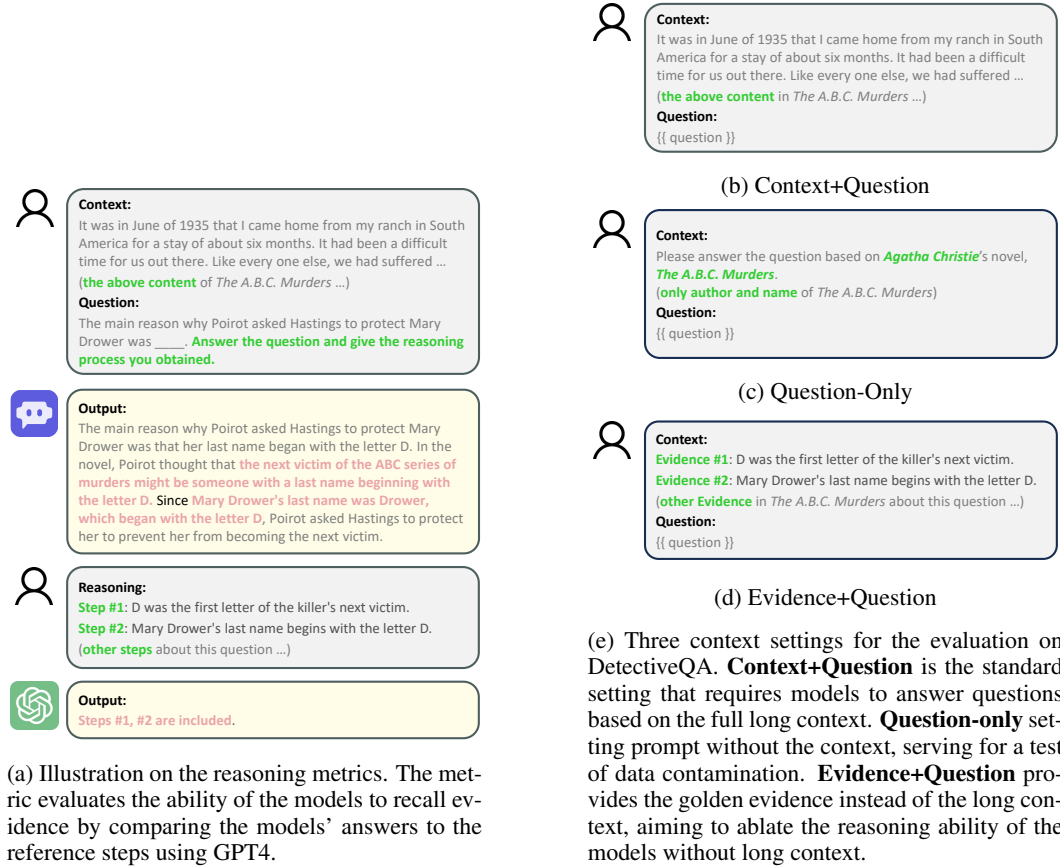 Context:
It was in June of 1935 that I came home from my ranch in South
America for a stay of about six months. It had been a difficult
time for us out there. Like every one else, we had suffered ...
(the above content of The A.B.C. Murders ...)
Question:
The main reason why Poirot asked Hastings to protect Mary
Drower was ____. Answer the question and give the reasoning
process you obtained.
Output:
The main reason why Poirot asked Hastings to protect Mary
Drower was that her last name began with the letter D. In the
novel, Poirot thought that the next victim of the ABC series of
murders might be someone with a last name beginning with
the letter D. Since Mary Drower's last name was Drower,
which began with the letter D, Poirot asked Hastings to protect
her to prevent her from becoming the next victim.
Reasoning:
Step #1: D was the first letter of the killer's next victim.
Step #2: Mary Drower's last name begins with the letter D.
(other steps about this question ...)
Output:
Steps #1, #2 are included.
(a) Illustration on the reasoning metrics. The met-
ric evaluates the ability of the models to recall ev-
idence by comparing the models' answers to the
reference steps using GPT4.
Context:
It was in June of 1935 that I came home from my ranch in South
America for a stay of about six months. It had been a difficult
time for us out there. Like every one else, we had suffered ...
(the above content in The A.B.C. Murders ...)
Question:
{{ question }}
(b) Context+Question
Context:
Please answer the question based on Agatha Christie's novel,
The A.B.C. Murders.
(only author and name of The A.B.C. Murders)
Question:
{{ question }}
(c) Question-Only
Context:
Evidence #1: D was the first letter of the killer's next victim.
Evidence #2: Mary Drower's last name begins with the letter D.
(other Evidence in The A.B.C. Murders about this question ...)
Question:
{{ question }}
(d) Evidence+Question
(e) Three context settings for the evaluation on
DetectiveQA. Context+Question is the standard
setting that requires models to answer questions
based on the full long context. Question-only set-
ting prompt without the context, serving for a test
of data contamination. Evidence+Question pro-
vides the golden evidence instead of the long con-
text, aiming to ablate the reasoning ability of the
models without long context.